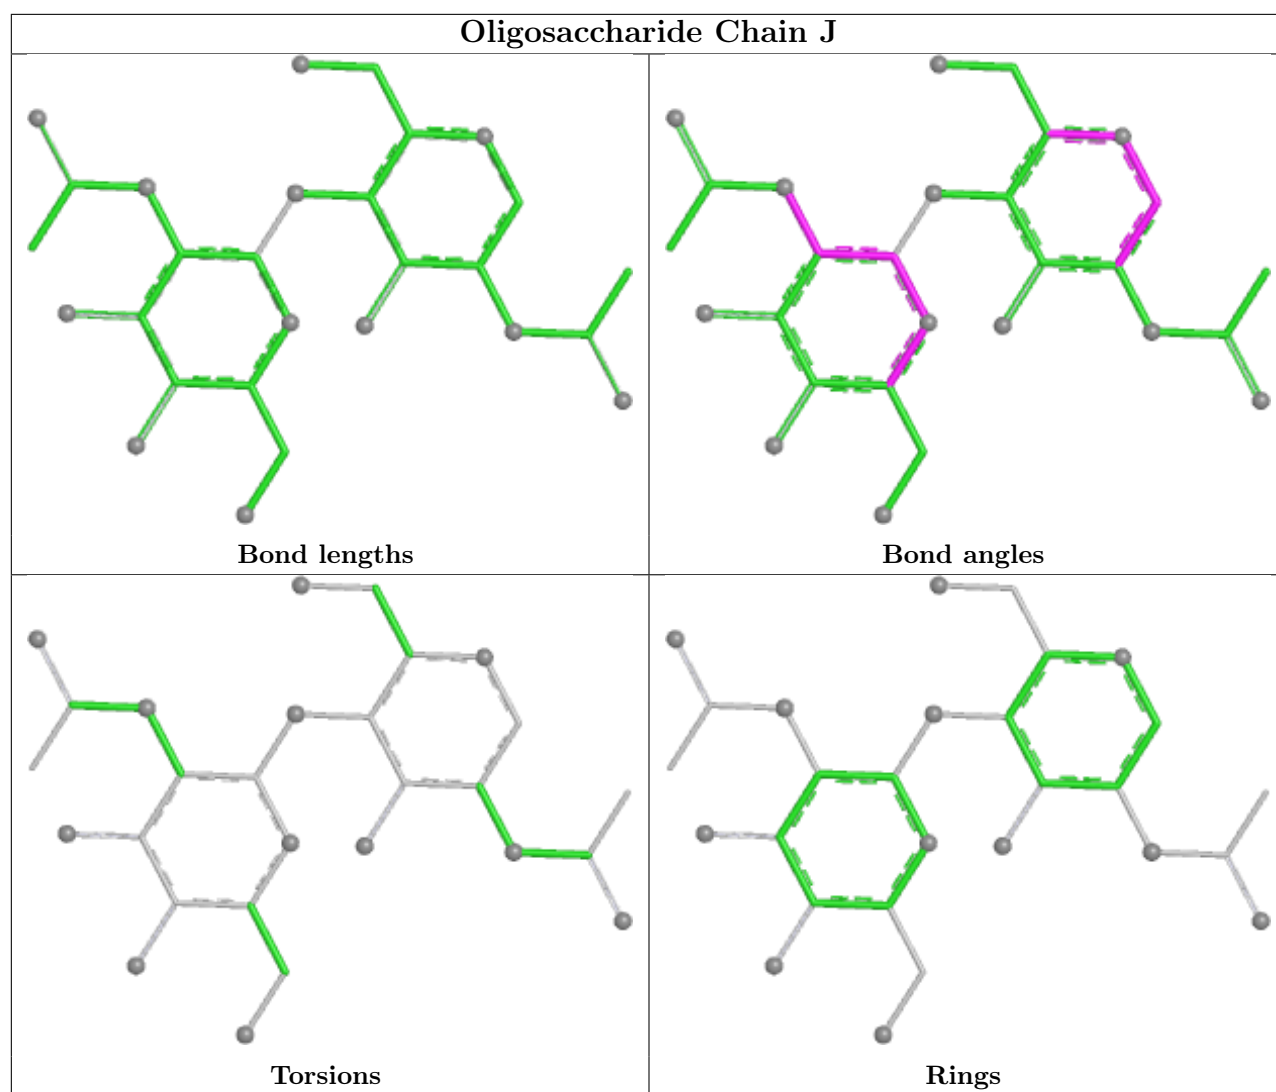 Oligosaccharide Chain J
Bond lengths
Bond angles
Torsions
Rings